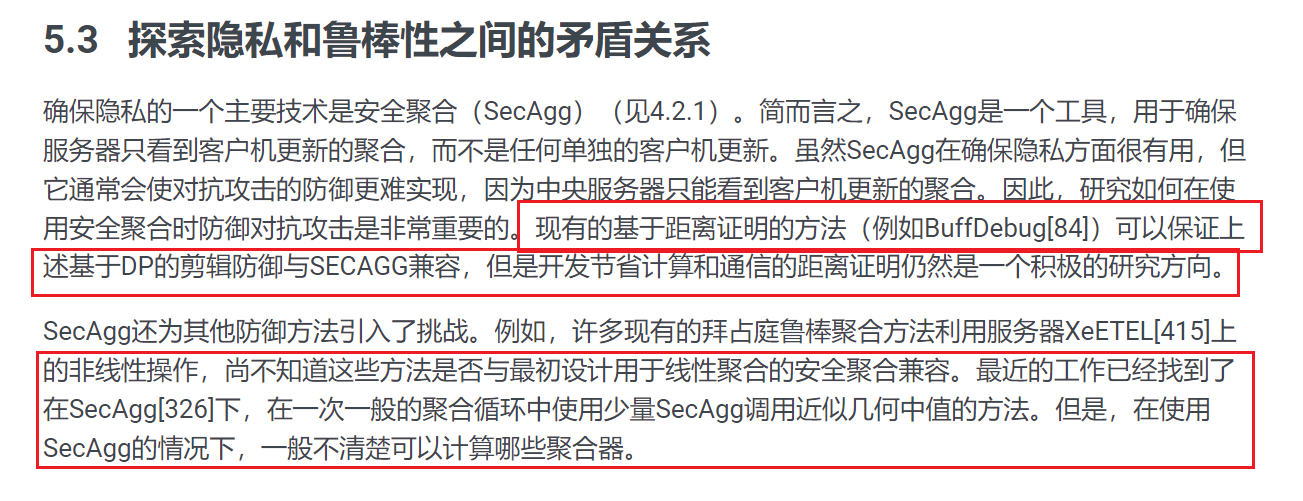 5.3 探索隐私和鲁棒性之间的矛盾关系
确保隐私的一个主要技术是安全聚合（SecAgg）（见4.2.1）。简而言之，SecAgg是一个工具，用于确保
服务器只看到客户机更新的聚合，而不是任何单独的客户机更新。虽然SecAgg在确保隐私方面很有用，但
它通常会使对抗攻击的防御更难实现，因为中央服务器只能看到客户机更新的聚合。因此，研究如何在使
用安全聚合时防御对抗攻击是非常重要的。现有的基于距离证明的方法（例如BuffDebug[84]）可以保证上
述基于DP的剪辑防御与SECAGG兼容，但是开发节省计算和通信的距离证明仍然是一个积极的研究方向。
SecAgg还为其他防御方法引入了挑战。例如，许多现有的拜占庭鲁棒聚合方法利用服务器XeETEL[415]上
的非线性操作，尚不知道这些方法是否与最初设计用于线性聚合的安全聚合兼容。最近的工作已经找到了
在SecAgg[326]下，在一次一般的聚合循环中使用少量SecAgg调用近似几何中值的方法。但是，在使用
SecAgg的情况下，一般不清楚可以计算哪些聚合器。